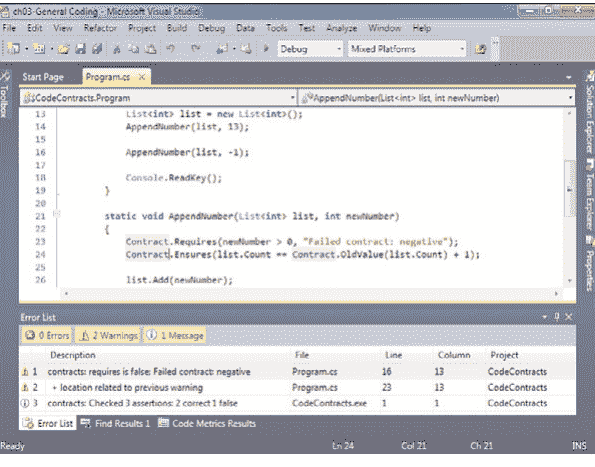 ch03-General Coding - Microsoft Visual Studio
File Edit View Refactor Project Build Debug Data Tools Test Analyze Window Help
Debug Mixed Platforms
Start Page Program.cs
CodeContracts.Program AppendNumber(List<int> list, int newNumber)
Toolbox
Solution Explorer
Team Explorer
Properties
13 List<int> list = new List<int>();
14 AppendNumber(list, 13);
15
16 AppendNumber(list, -1);
17
18 Console.ReadKey();
19 }
20
21 static void AppendNumber(List<int> list, int newNumber)
22 {
23 Contract.Requires(newNumber > 0, "Failed contract: negative");
24 Contract.Ensures(list.Count == Contract.OldValue(list.Count) + 1);
25
26 list.Add(newNumber);
Error List
0 Errors 2 Warnings 1 Message
Description File Line Column Project
1 contracts: requires is false: Failed contract: negative Program.cs 16 13 CodeContracts
2 + location related to previous warning Program.cs 23 13 CodeContracts
3 contracts: Checked 3 assertions: 2 correct 1 false CodeContracts.exe 1 1 CodeContracts
Error List Find Results 1 Code Metrics Results
Ready Ln 24 Col 21 Ch 21 INS